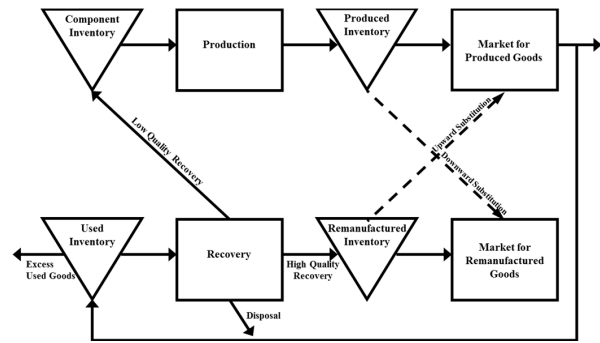 Component
Inventory
Production
Produced
Inventory
Market for
Produced Goods
Low Quality Recovery
Upward Substitution
Downward Substitution
Used
Inventory
Recovery
Remanufactured
Inventory
Market for
Remanufactured
Goods
Excess
Used Goods
High Quality
Recovery
Disposal